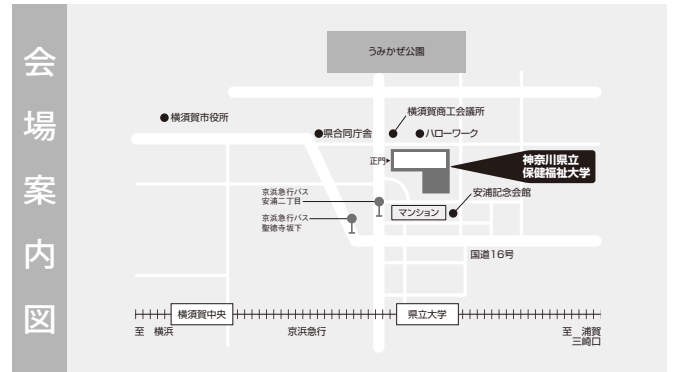 会場案内図
うみかぜ公園
横須賀商工会議所
●横須賀市役所
●県合同庁舎
●ハローワーク
正門▶
神奈川県立
保健福祉大学
京浜急行バス
安浦二丁目
安浦記念会館
マンション
京浜急行バス
聖徳寺坂下
国道16号
横須賀中央
県立大学
至 横浜
京浜急行
至 浦賀
三崎口